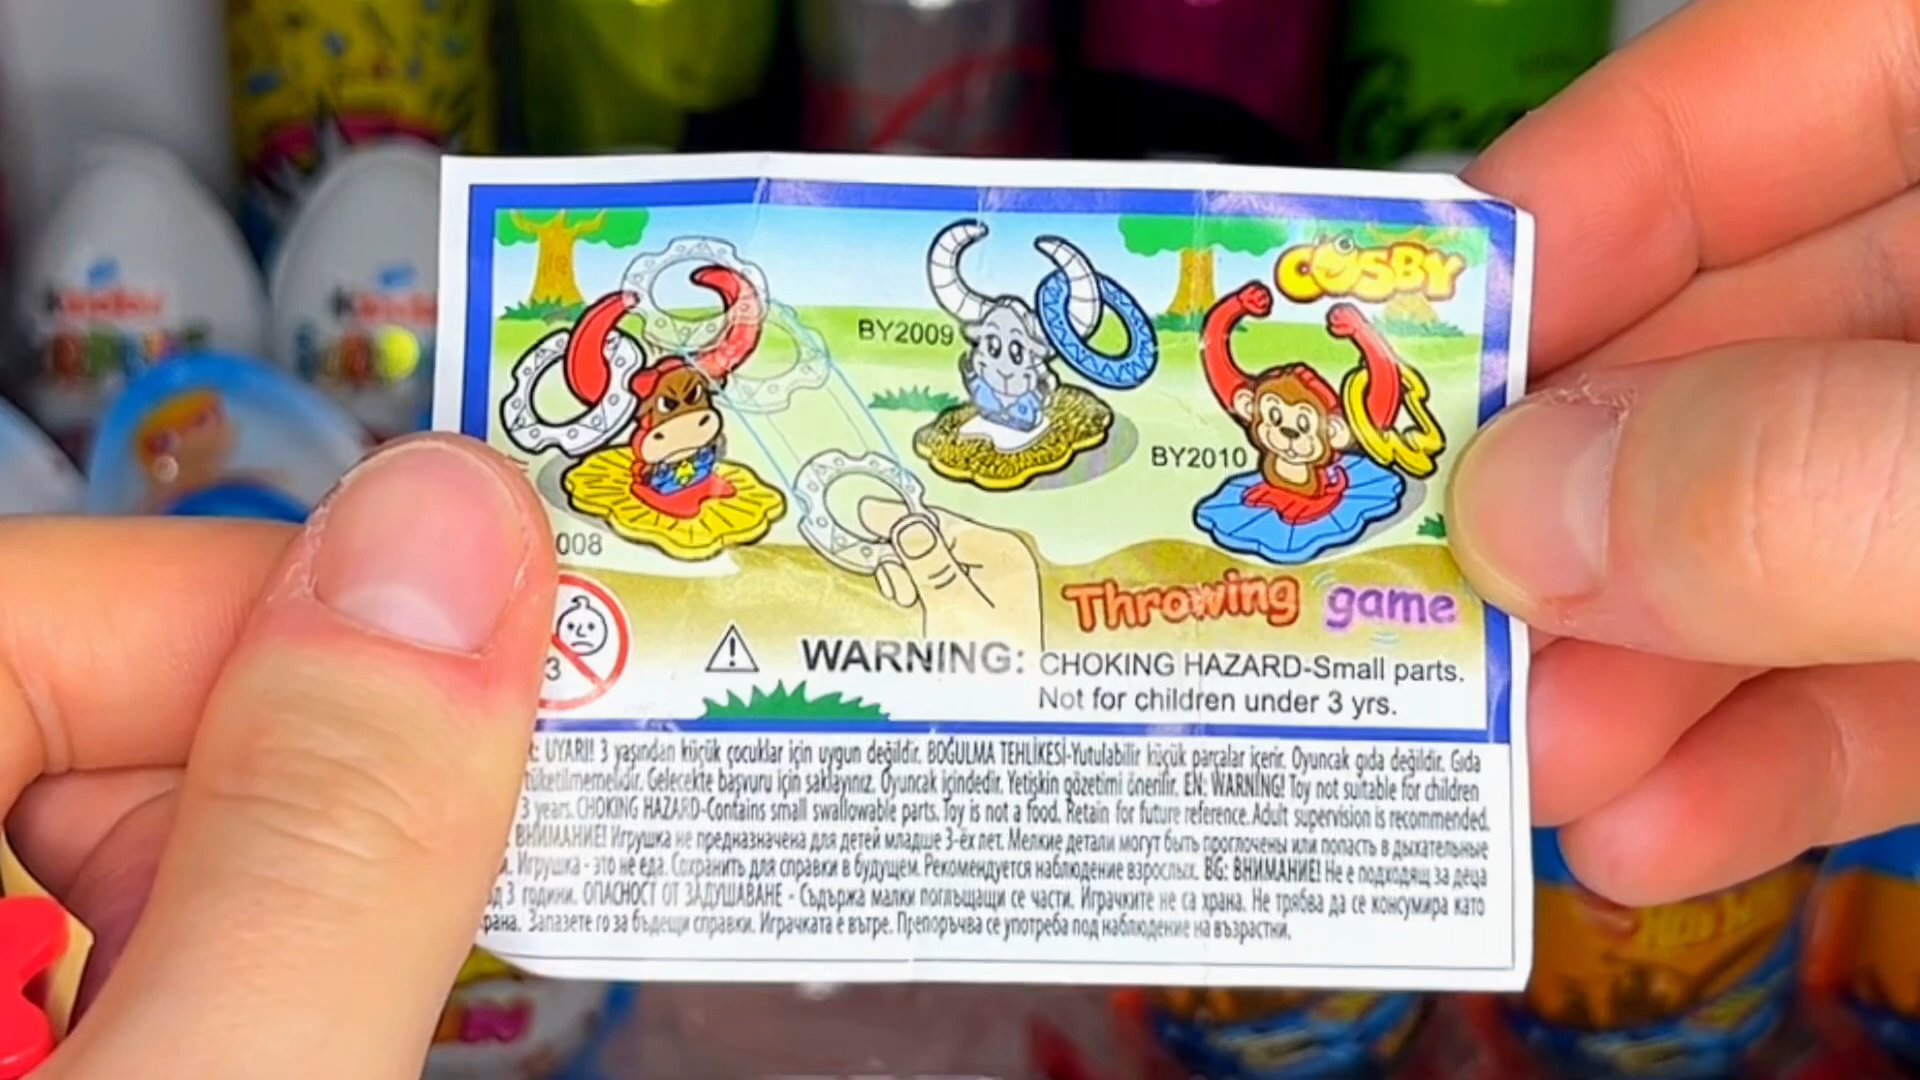 COSBY
BY2009
BY2010
008
Throwing game
3
WARNING: CHOKING HAZARD-Small parts.
Not for children under 3 yrs.
UYARI! 3 yaşından küçük çocuklar için uygun değildir. BOĞULMA TEHLİKESİ-Yutulabilir küçük parçalar içerir. Oyuncak gıda değildir. Gıda
tüketilmemelidir. Gelecekte başvuru için saklayınız. Oyuncak içindedir. Yetişkin gözetimi önerilir. EN: WARNING! Toy not suitable for children
3 years. CHOKING HAZARD-Contains small swallowable parts. Toy is not a food. Retain for future reference. Adult supervision is recommended.
ВНИМАНИЕ! Игрушка не предназначена для детей младше 3-ёх лет. Мелкие детали могут быть проглочены или попасть в дыхательные
Игрушка - это не еда. Сохранить для справки в будущем. Рекомендуется наблюдение взрослых. BG: ВНИМАНИЕ! Не е подходящ за деца
3 години. ОПАСНОСТ ОТ ЗАДУШАВАНЕ - Съдържа малки поглъщащи се части. Играчките не са храна. Не трябва да се консумира като
храна. Запазете го за бъдещи справки. Играчката е вътре. Препоръчва се употреба под наблюдение на възрастни.